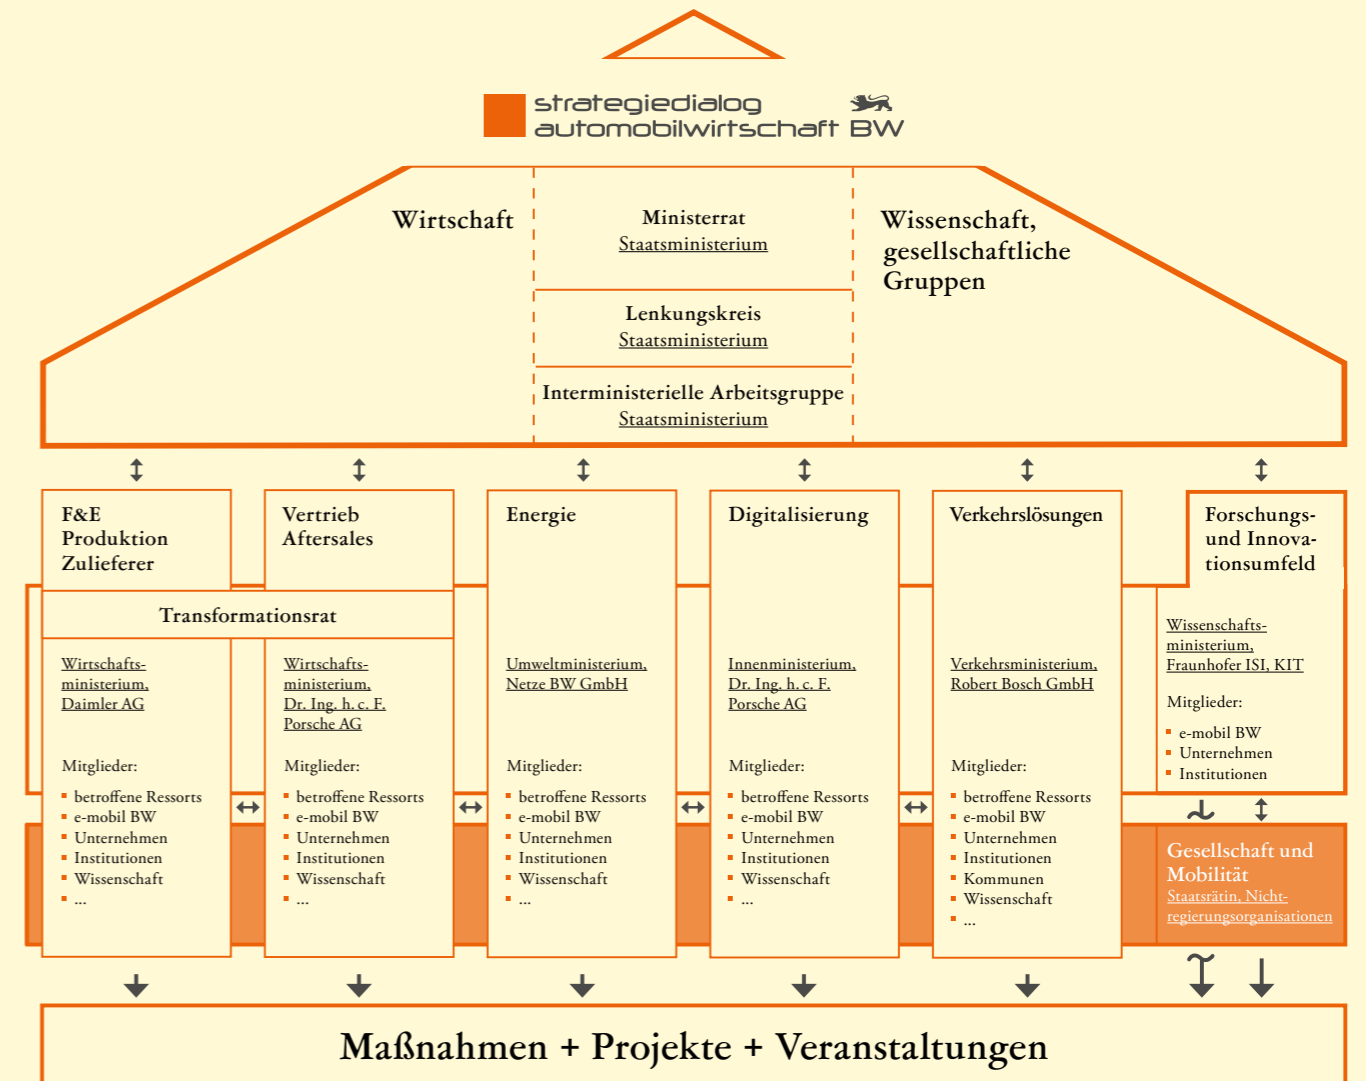 strategiedialog
automobilwirtschaft BW
Wirtschaft
Ministerrat
Staatsministerium
Lenkungskreis
Staatsministerium
Interministerielle Arbeitsgruppe
Staatsministerium
Wissenschaft,
gesellschaftliche
Gruppen
F&E
Produktion
Zulieferer
Vertrieb
Aftersales
Transformationsrat
Wirtschafts-
ministerium,
Daimler AG
Mitglieder:
▪ betroffene Ressorts
▪ e-mobil BW
▪ Unternehmen
▪ Institutionen
▪ Wissenschaft
▪ ...
Wirtschafts-
ministerium,
Dr. Ing. h. c. F.
Porsche AG
Mitglieder:
▪ betroffene Ressorts
▪ e-mobil BW
▪ Unternehmen
▪ Institutionen
▪ Wissenschaft
▪ ...
Energie
Umweltministerium,
Netze BW GmbH
Mitglieder:
▪ betroffene Ressorts
▪ e-mobil BW
▪ Unternehmen
▪ Institutionen
▪ Wissenschaft
▪ ...
Digitalisierung
Innenministerium,
Dr. Ing. h. c. F.
Porsche AG
Mitglieder:
▪ betroffene Ressorts
▪ e-mobil BW
▪ Unternehmen
▪ Institutionen
▪ Wissenschaft
▪ ...
Verkehrslösungen
Verkehrsministerium,
Robert Bosch GmbH
Mitglieder:
▪ betroffene Ressorts
▪ e-mobil BW
▪ Unternehmen
▪ Institutionen
▪ Kommunen
▪ Wissenschaft
▪ ...
Forschungs-
und Innova-
tionsumfeld
Wissenschafts-
ministerium,
Fraunhofer ISI, KIT
Mitglieder:
▪ e-mobil BW
▪ Unternehmen
▪ Institutionen
Gesellschaft und
Mobilität
Staatsrätin, Nicht-
regierungsorganisationen
Maßnahmen + Projekte + Veranstaltungen